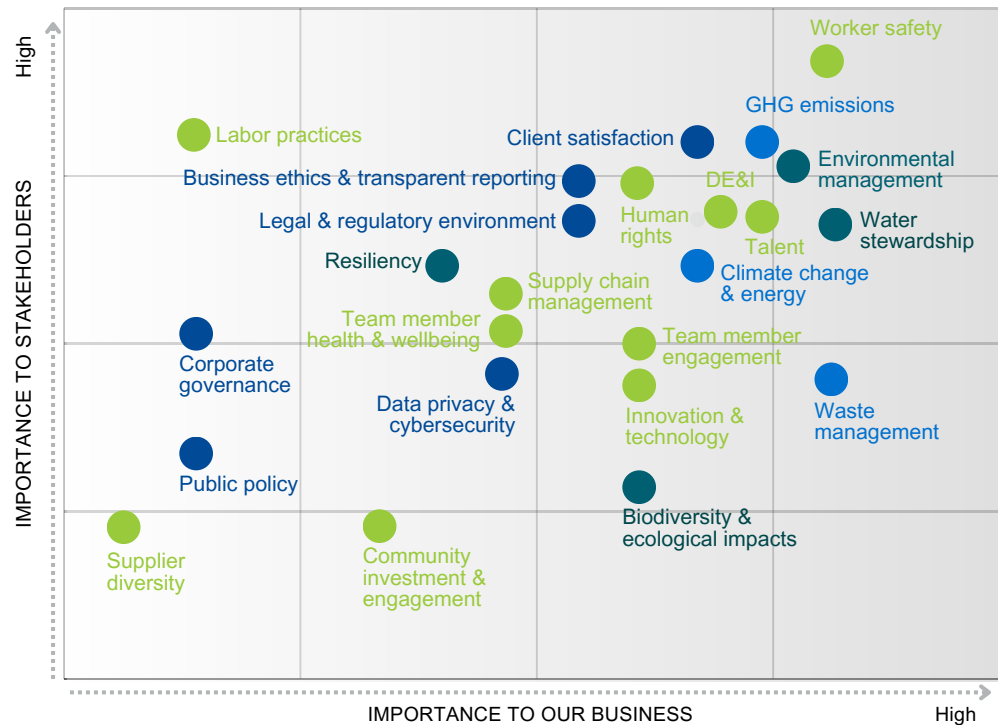 Worker safety
High
GHG emissions
Labor practices
Client satisfaction
Environmental
management
Business ethics & transparent reporting
DE&I
Human
rights
Legal & regulatory environment
Talent
Water
stewardship
Resiliency
Supply chain
management
Climate change
& energy
Team member
health & wellbeing
Team member
engagement
Corporate
governance
Data privacy &
cybersecurity
Innovation &
technology
Waste
management
Public policy
Biodiversity &
ecological impacts
Supplier
diversity
Community
investment &
engagement
IMPORTANCE TO STAKEHOLDERS
IMPORTANCE TO OUR BUSINESS
High